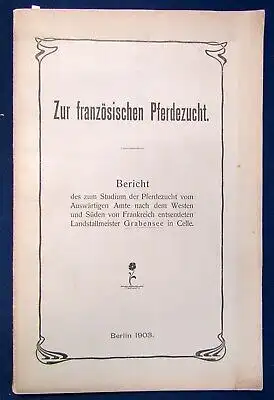 Zur französischen Pferdezucht.
Bericht
des zum Studium der Pferdezucht vom
Auswärtigen Amte nach dem Westen
und Süden von Frankreich entsendeten
Landstallmeister Grabensee in Celle.
Berlin 1903.